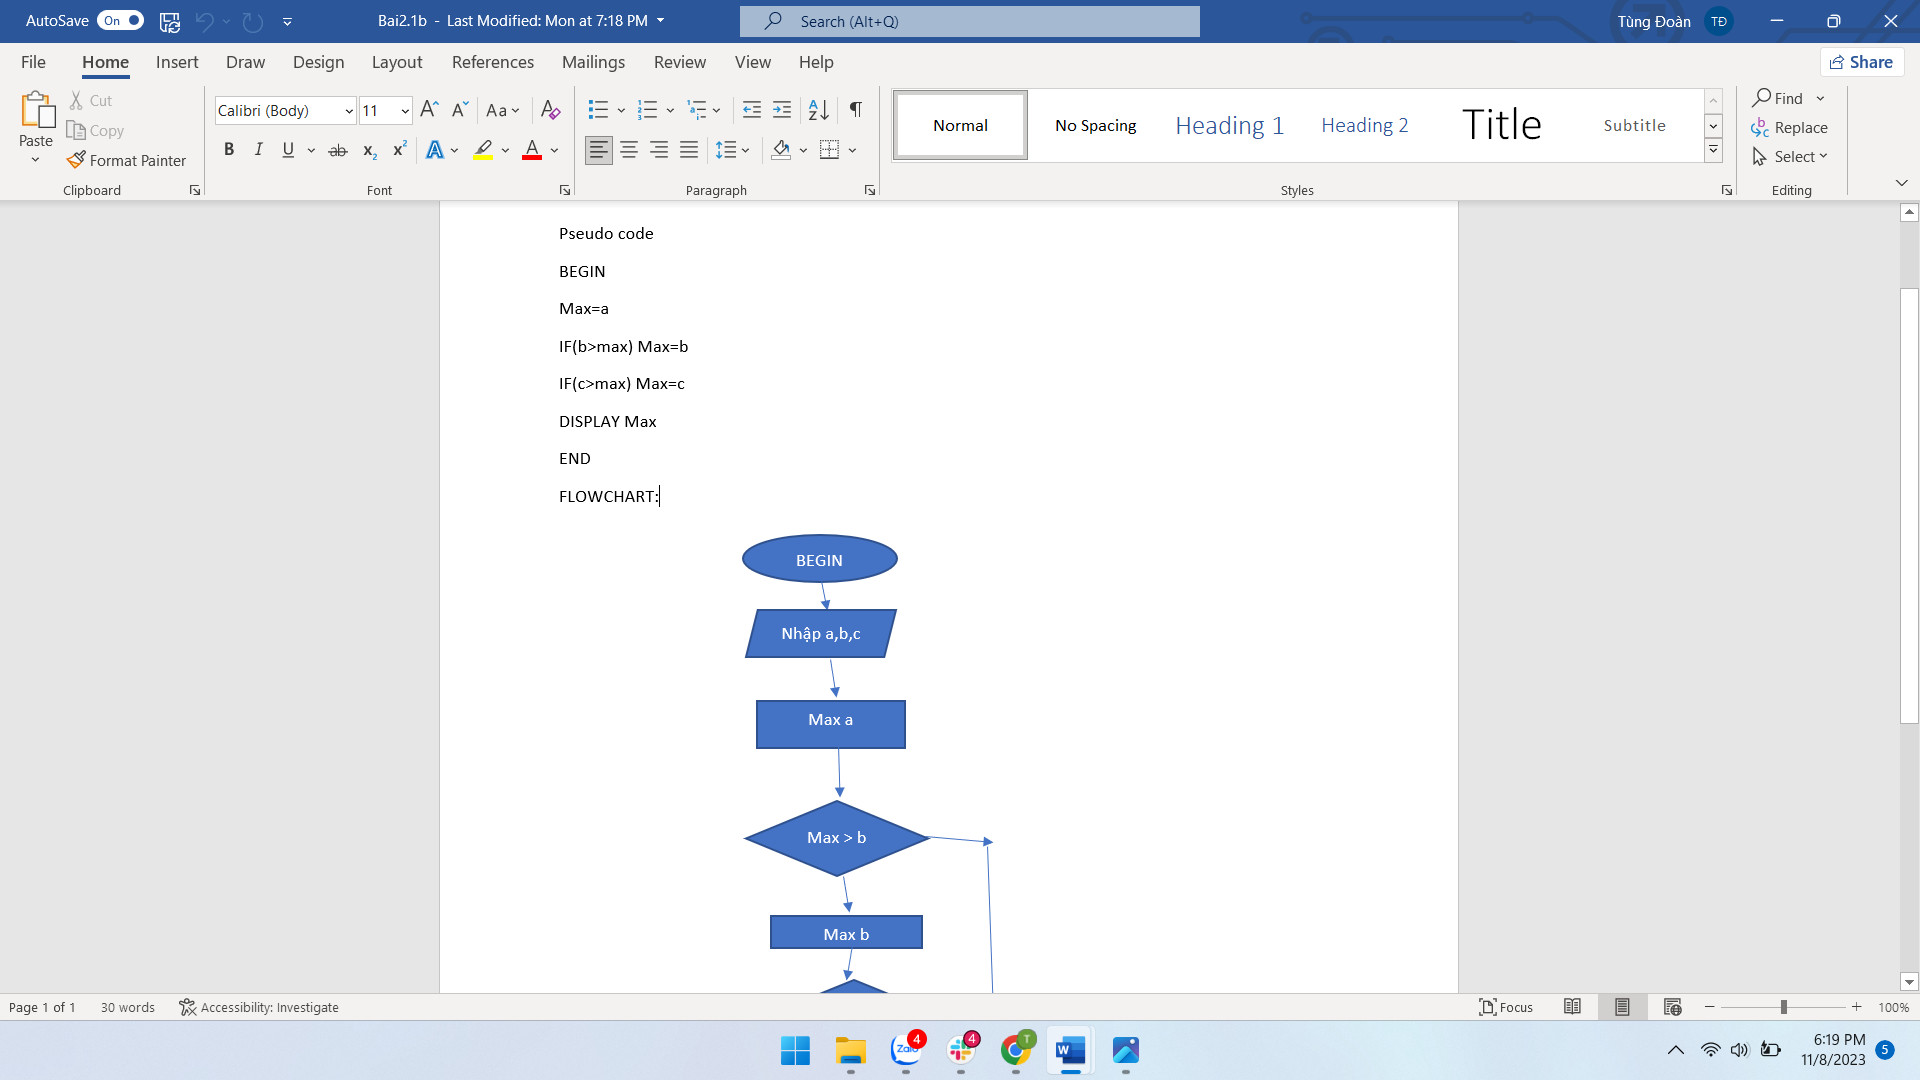 AutoSave On Bai2.1b - Last Modified: Mon at 7:18 PM Search (Alt+Q) Tùng Đoàn TĐ
File Home Insert Draw Design Layout References Mailings Review View Help Share
Paste
Cut
Copy
Format Painter
Clipboard
Calibri (Body) 11
Font
Paragraph
Normal No Spacing Heading 1 Heading 2 Title Subtitle
Styles
Find
Replace
Select
Editing
Pseudo code
BEGIN
Max=a
IF(b>max) Max=b
IF(c>max) Max=c
DISPLAY Max
END
FLOWCHART:
BEGIN
Nhập a,b,c
Max a
Max > b
Max b
Page 1 of 1 30 words Accessibility: Investigate Focus 100%
Zalo 4 4 T W
6:19 PM
11/8/2023 5